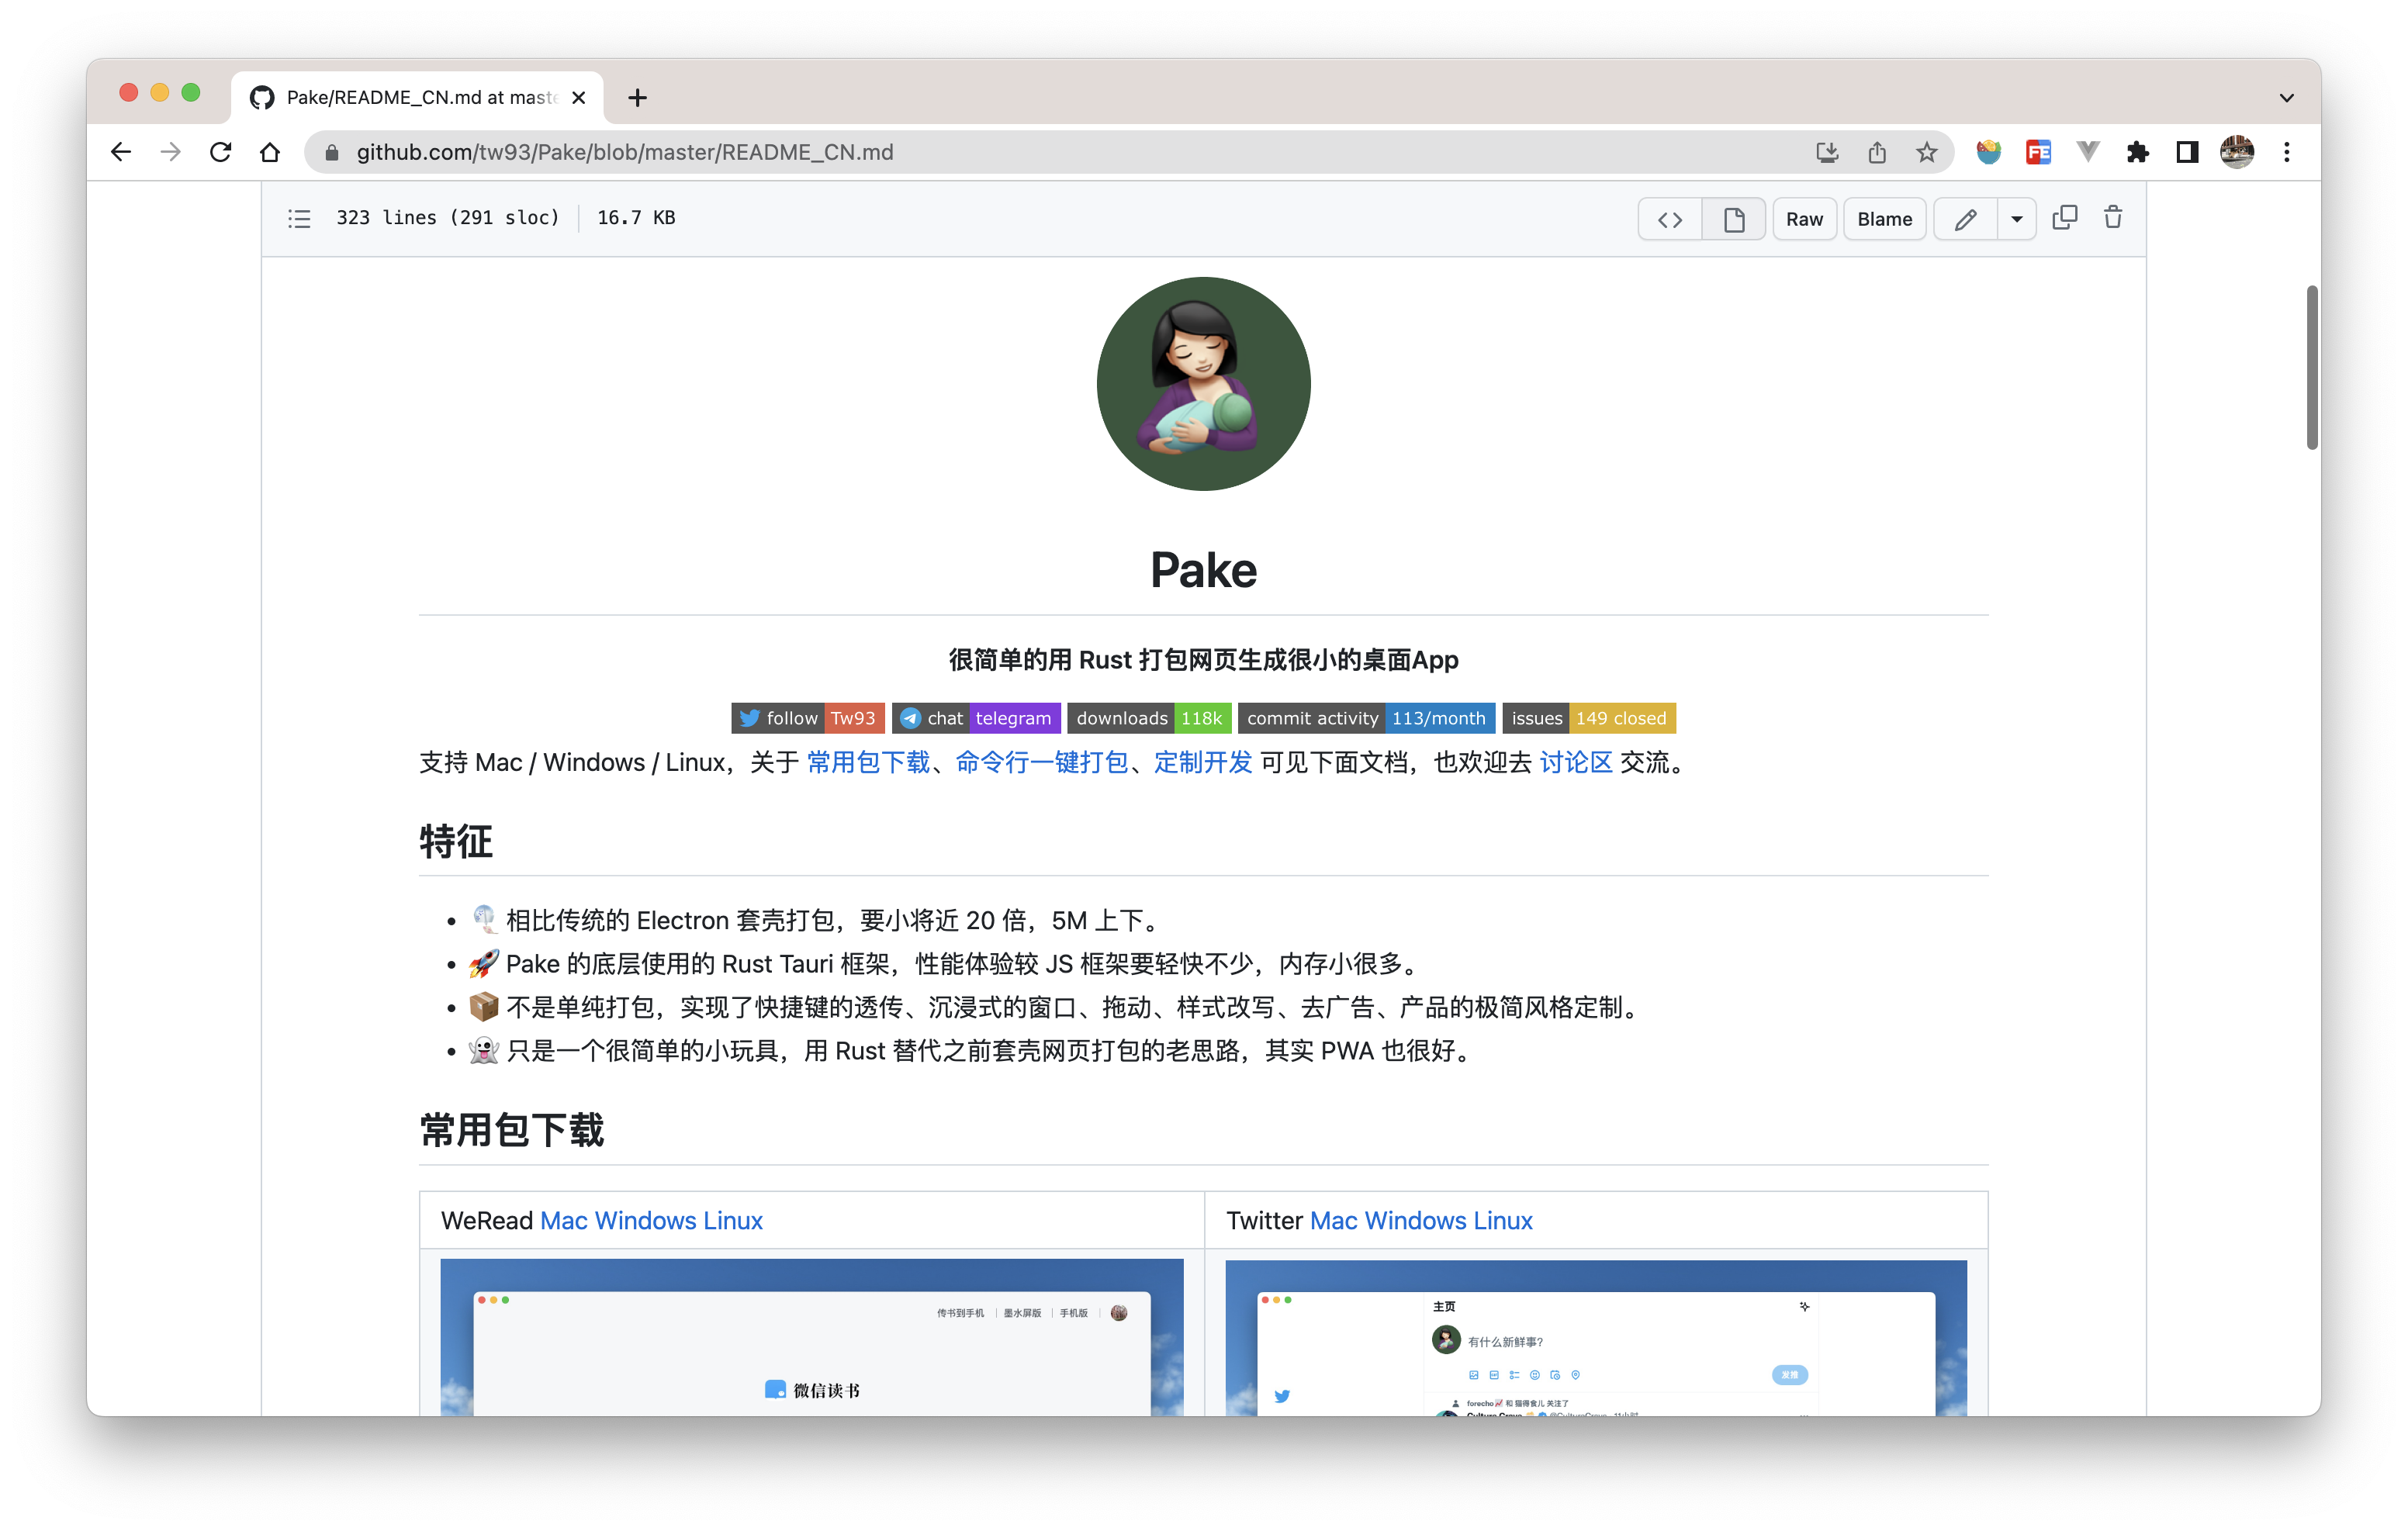 Pake/README_CN.md at maste
github.com/tw93/Pake/blob/master/README_CN.md
FE
323 lines (291 sloc) 16.7 KB
Raw Blame
Pake
很简单的用 Rust 打包网页生成很小的桌面App
follow Tw93 chat telegram downloads 118k commit activity 113/month issues 149 closed
支持 Mac / Windows / Linux，关于 常用包下载、命令行一键打包、定制开发 可见下面文档，也欢迎去 讨论区 交流。
特征
相比传统的 Electron 套壳打包，要小将近 20 倍，5M 上下。
Pake 的底层使用的 Rust Tauri 框架，性能体验较 JS 框架要轻快不少，内存小很多。
不是单纯打包，实现了快捷键的透传、沉浸式的窗口、拖动、样式改写、去广告、产品的极简风格定制。
只是一个很简单的小玩具，用 Rust 替代之前套壳网页打包的老思路，其实 PWA 也很好。
常用包下载
WeRead Mac Windows Linux
Twitter Mac Windows Linux
传书到手机 墨水屏版 手机版
微信读书
主页
有什么新鲜事?
发推
forecho 和 猫得食儿 关注了